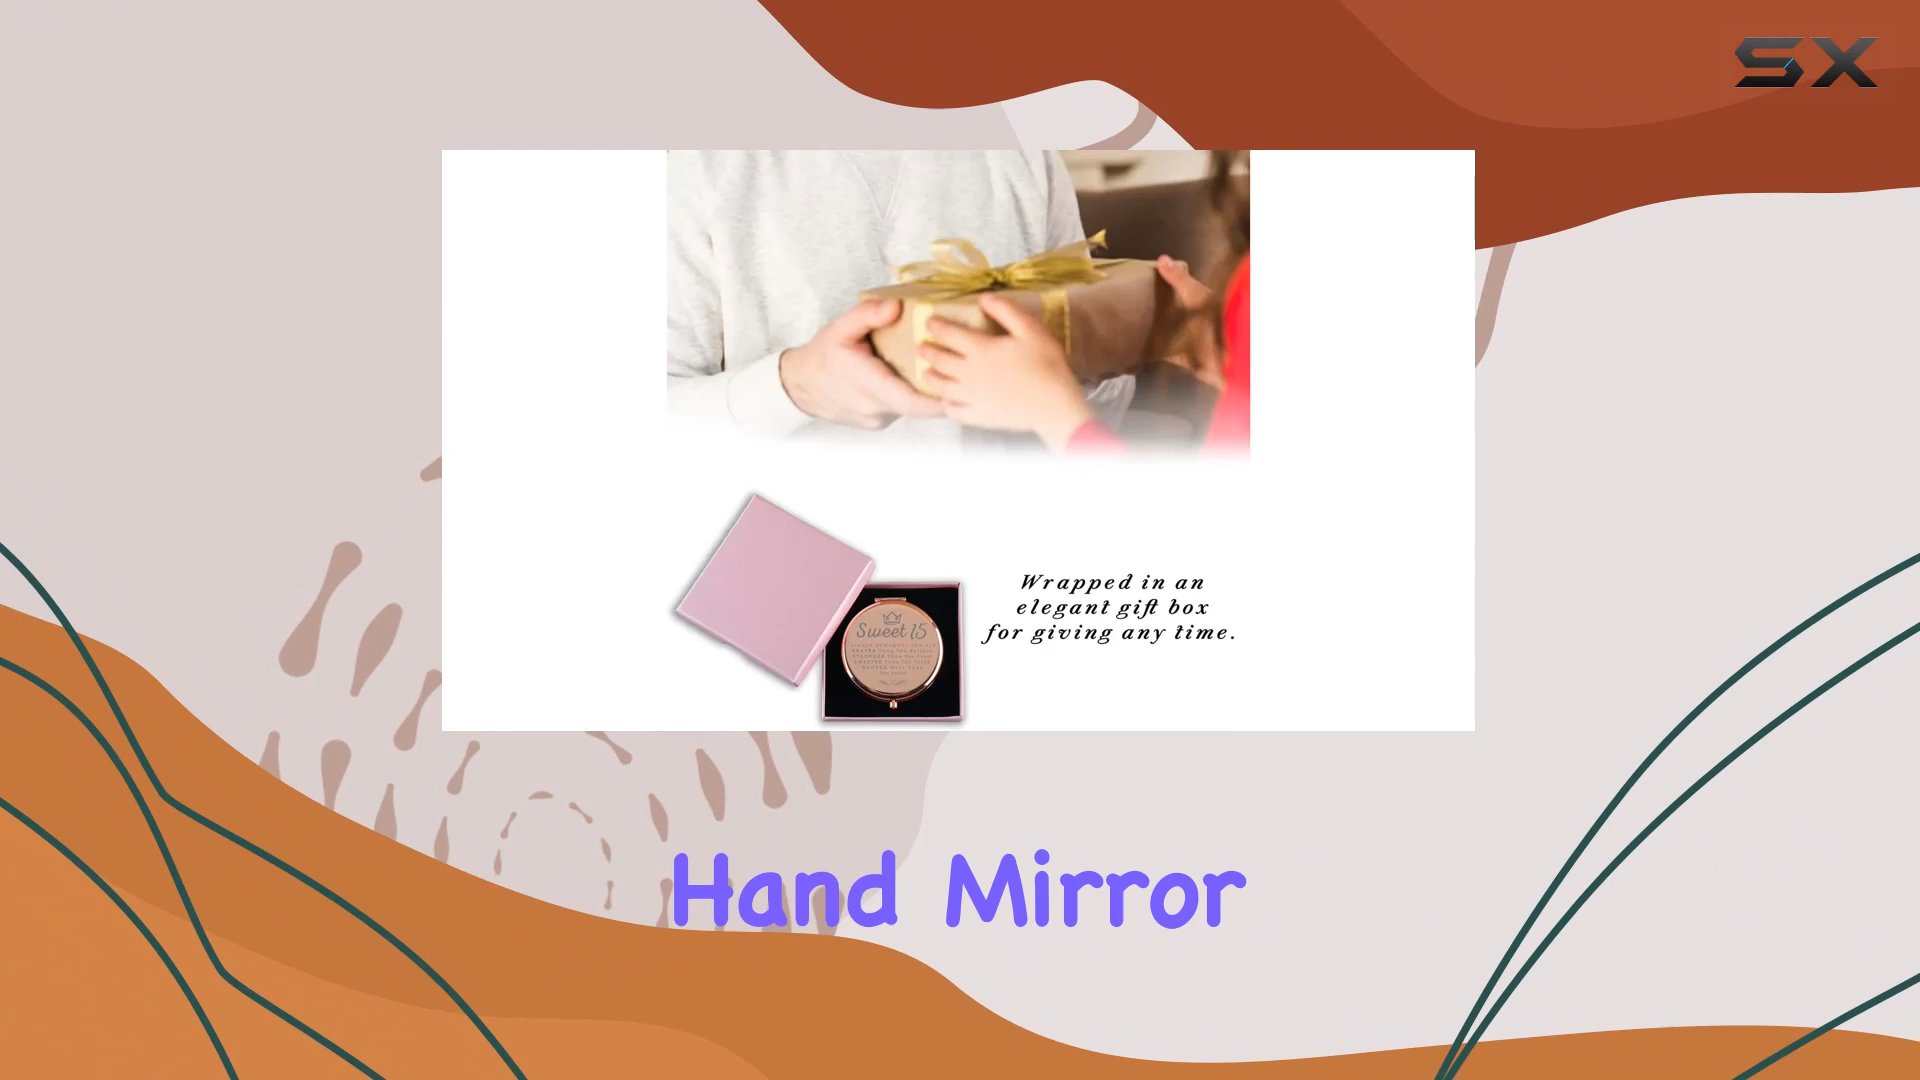 SX
Wrapped in an
elegant gift box
for giving any time.
Sweet 15
Hand Mirror